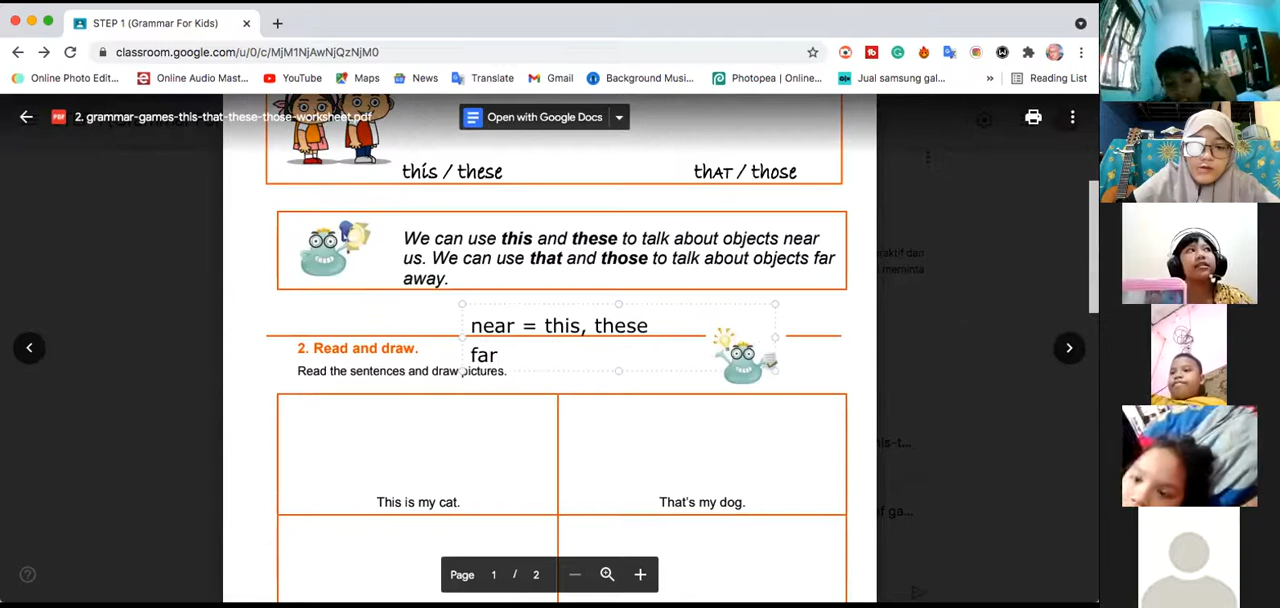 STEP 1 (Grammar For Kids)
classroom.google.com/u/0/c/MjM1NjAwNjQzNjM0
Online Photo Edit... Online Audio Mast... YouTube Maps News Translate Gmail Background Musi... Photopea | Online... Jual samsung gal... » Reading List
PDF 2. grammar-games-this-that-these-those-worksheet.pdf Open with Google Docs
this / these thAT / those
We can use this and these to talk about objects near
us. We can use that and those to talk about objects far
away.
near = this, these
far
2. Read and draw.
Read the sentences and draw pictures.
This is my cat. That's my dog.
Page 1 / 2